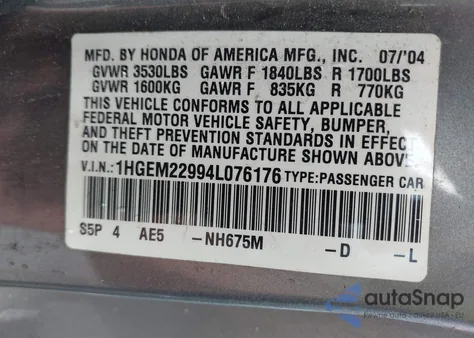 MFD. BY HONDA OF AMERICA MFG., INC. 07/'04
GVWR 3530LBS GAWR F 1840LBS R 1700LBS
GVWR 1600KG GAWR F 835KG R 770KG
THIS VEHICLE CONFORMS TO ALL APPLICABLE
FEDERAL MOTOR VEHICLE SAFETY, BUMPER,
AND THEFT PREVENTION STANDARDS IN EFFECT
ON THE DATE OF MANUFACTURE SHOWN ABOVE.
V.I.N.: 1HGEM22994L076176 TYPE: PASSENGER CAR
S5P 4 AE5 -NH675M -D -L
autoSnap